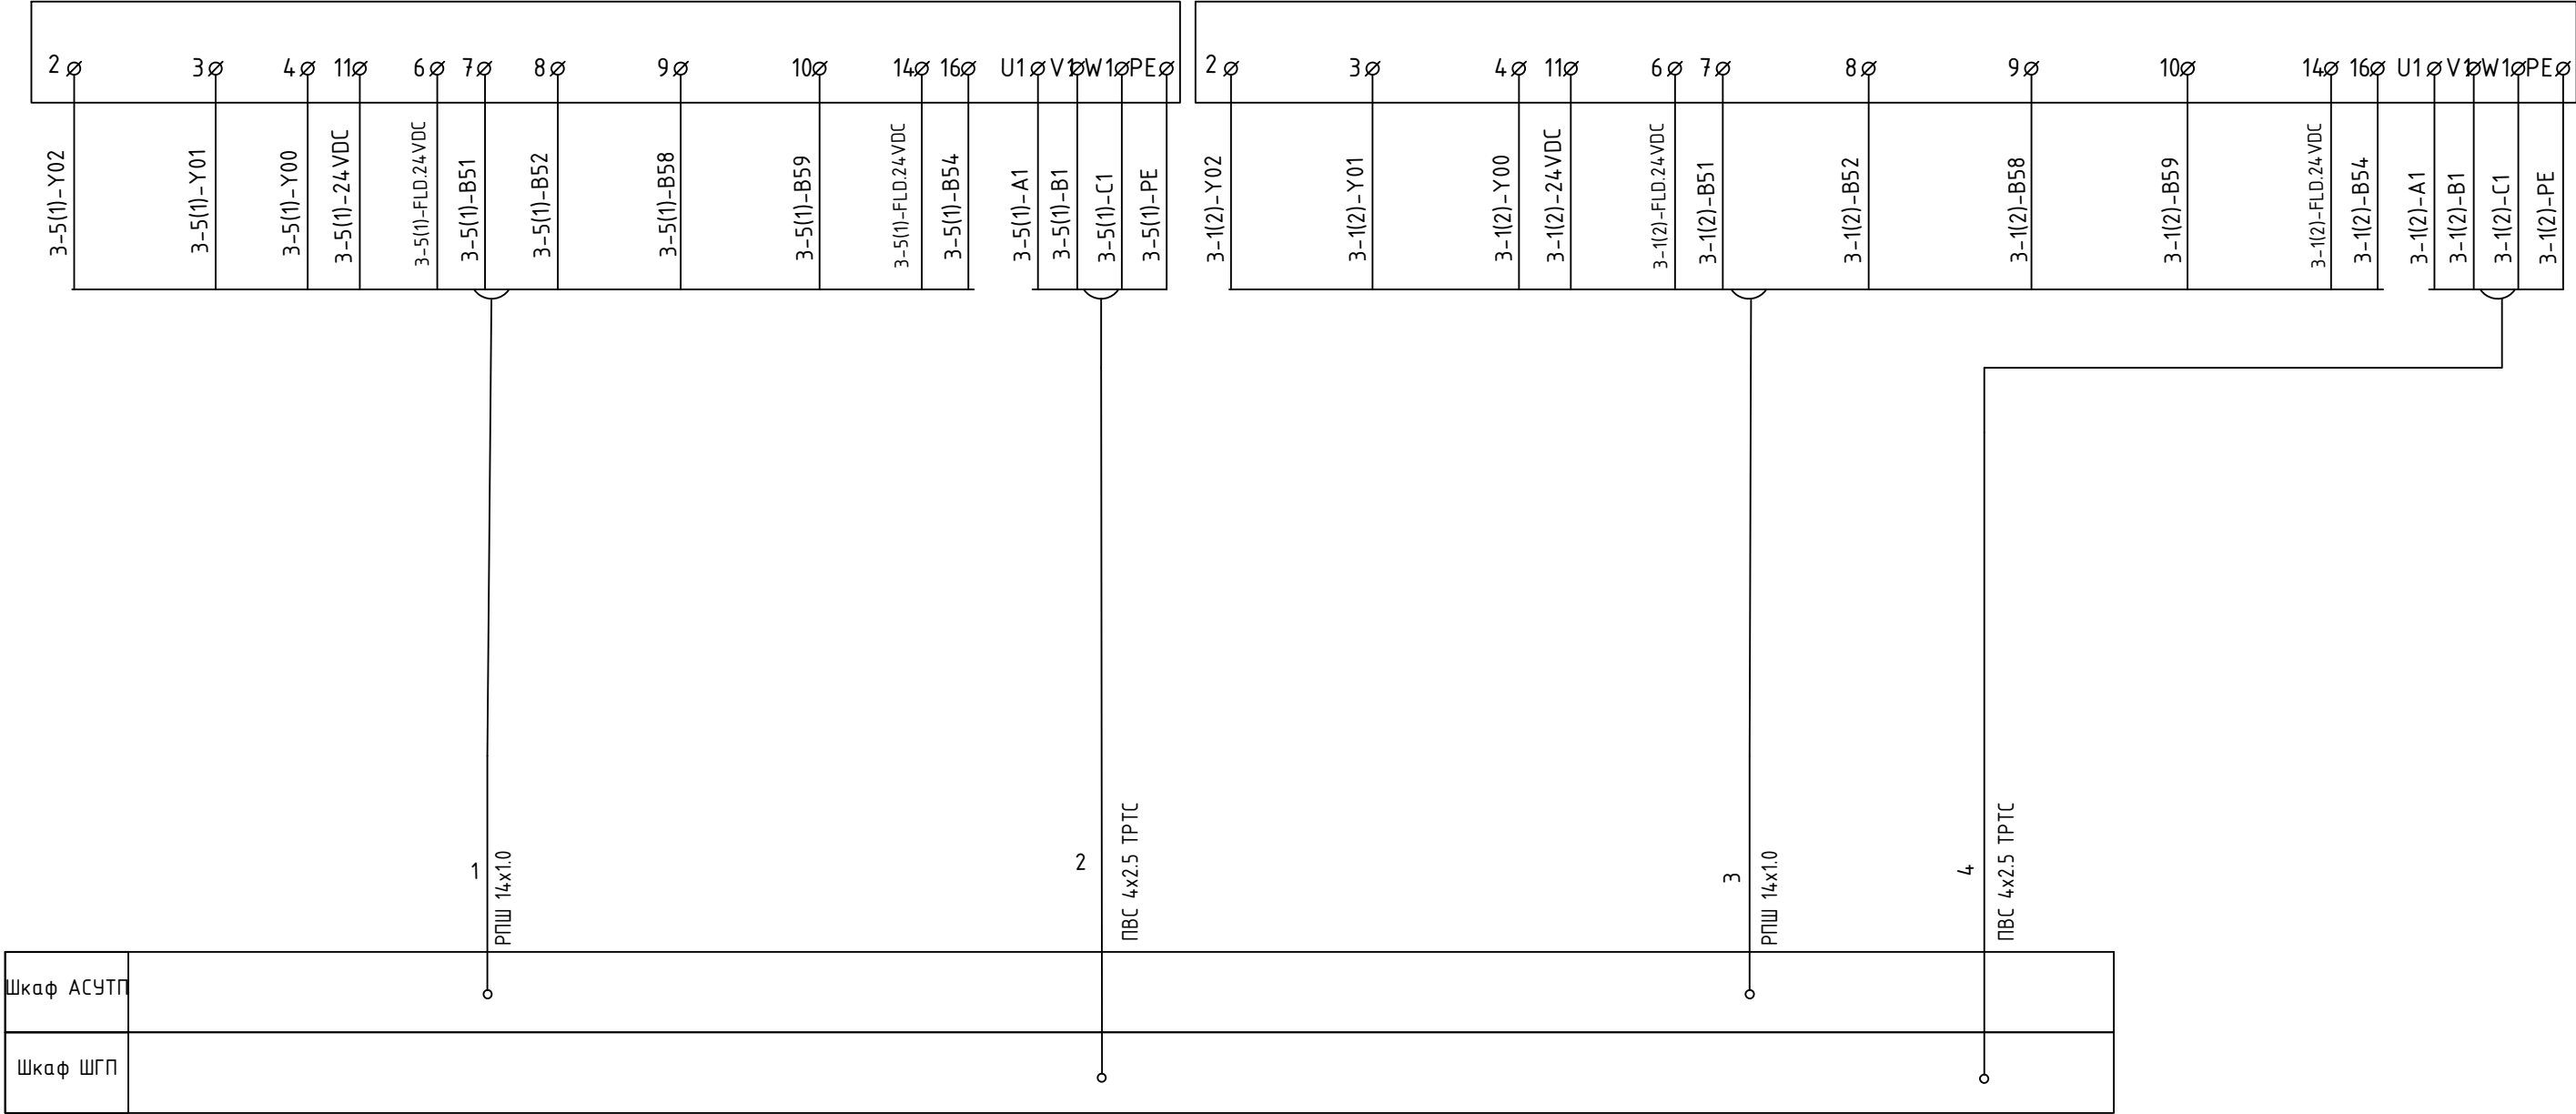 2 3 4 11 6 7 8 9 10 14 16 U1 V1 W1 PE
2 3 4 11 6 7 8 9 10 14 16 U1 V1 W1 PE
3-5(1)-Y02
3-5(1)-Y01
3-5(1)-Y00
3-5(1)-24VDC
3-5(1)-FLD.24VDC
3-5(1)-B51
3-5(1)-B52
3-5(1)-B58
3-5(1)-B59
3-5(1)-FLD.24VDC
3-5(1)-B54
3-5(1)-A1
3-5(1)-B1
3-5(1)-C1
3-5(1)-PE
3-1(2)-Y02
3-1(2)-Y01
3-1(2)-Y00
3-1(2)-24VDC
3-1(2)-FLD.24VDC
3-1(2)-B51
3-1(2)-B52
3-1(2)-B58
3-1(2)-B59
3-1(2)-FLD.24VDC
3-1(2)-B54
3-1(2)-A1
3-1(2)-B1
3-1(2)-C1
3-1(2)-PE
1
РПШ 14x1.0
2
ПВС 4x2.5 ТРТС
3
РПШ 14x1.0
4
ПВС 4x2.5 ТРТС
Шкаф АСУТП
Шкаф ШГП